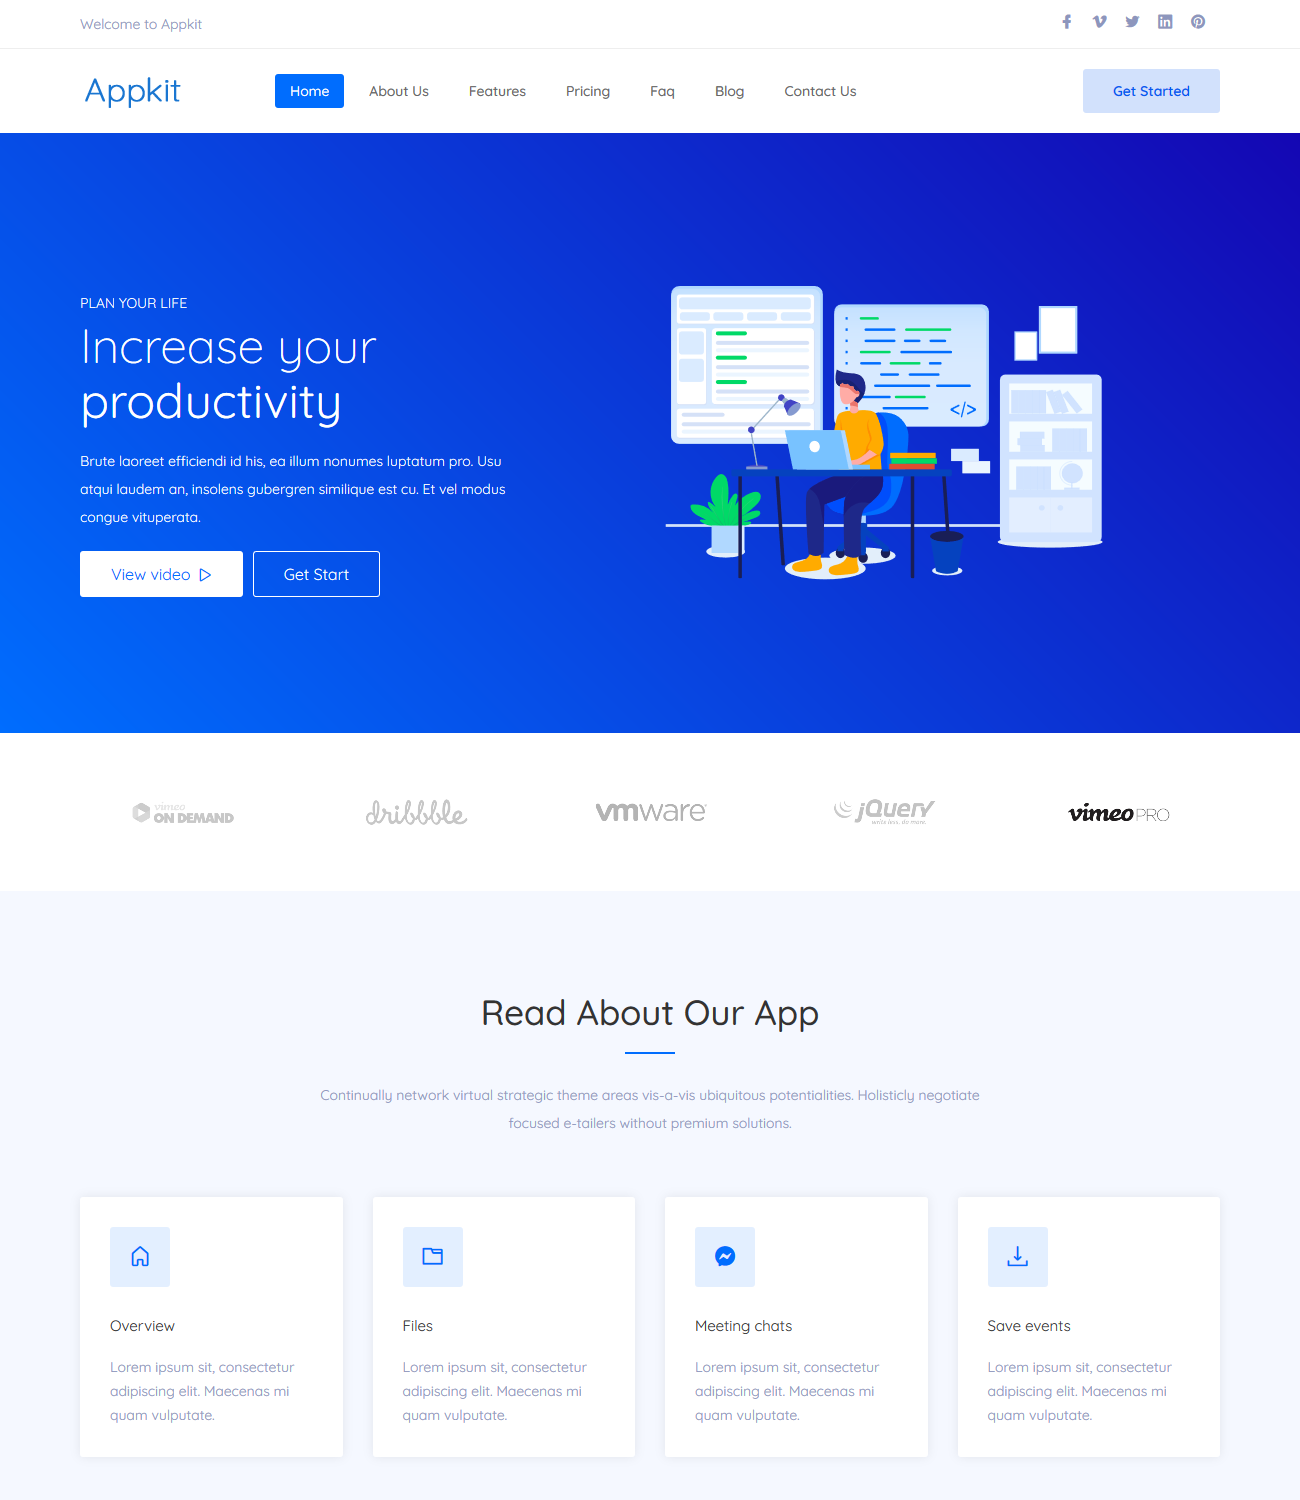 Welcome to Appkit
Appkit
Home
About Us
Features
Pricing
Faq
Blog
Contact Us
Get Started
PLAN YOUR LIFE
Increase your
productivity
Brute laoreet efficiendi id his, ea illum nonumes luptatum pro. Usu
atqui laudem an, insolens gubergren similique est cu. Et vel modus
congue vituperata.
View video
Get Start
</>
vimeo
ON DEMAND
dribbble
vmware
jQuery
write less. do more.
vimeo PRO
Read About Our App
Continually network virtual strategic theme areas vis-a-vis ubiquitous potentialities. Holisticly negotiate
focused e-tailers without premium solutions.
Overview
Lorem ipsum sit, consectetur
adipiscing elit. Maecenas mi
quam vulputate.
Files
Lorem ipsum sit, consectetur
adipiscing elit. Maecenas mi
quam vulputate.
Meeting chats
Lorem ipsum sit, consectetur
adipiscing elit. Maecenas mi
quam vulputate.
Save events
Lorem ipsum sit, consectetur
adipiscing elit. Maecenas mi
quam vulputate.